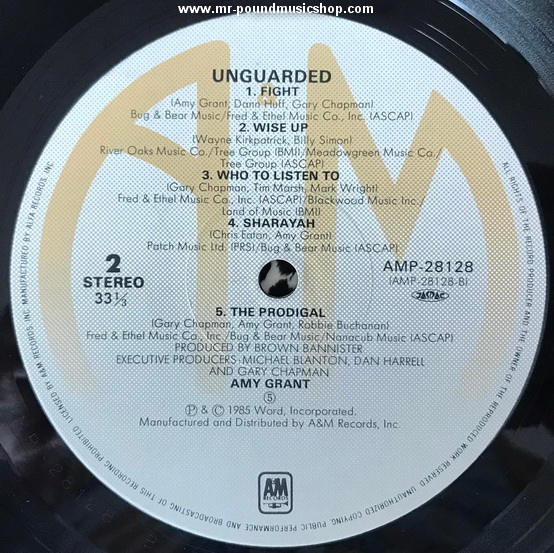 www.mr-poundmusicshop.com
UNGUARDED
1. FIGHT
(Amy Grant, Dann Huff, Gary Chapman)
Bug & Bear Music/Fred & Ethel Music Co., Inc. (ASCAP)
2. WISE UP
(Wayne Kirkpatrick, Billy Simon)
River Oaks Music Co./Tree Group (BMI)/Meadowgreen Music Co./
Tree Group (ASCAP)
3. WHO TO LISTEN TO
(Gary Chapman, Tim Marsh, Mark Wright)
Fred & Ethel Music Co., Inc. (ASCAP)/Blackwood Music Inc./
Land of Music (BMI)
4. SHARAYAH
(Chris Eaton, Amy Grant)
Patch Music Ltd. (PRS)/Bug & Bear Music (ASCAP)
2
STEREO
33 1/3
AMP-28128
(AMP-28128-B)
JASRAC
5. THE PRODIGAL
(Gary Chapman, Amy Grant, Robbie Buchanan)
Fred & Ethel Music Co., Inc./Bug & Bear Music/Nanacub Music (ASCAP)
PRODUCED BY BROWN BANNISTER
EXECUTIVE PRODUCERS: MICHAEL BLANTON, DAN HARRELL
AND GARY CHAPMAN
AMY GRANT
Ⓢ
Ⓟ & © 1985 Word, Incorporated.
Manufactured and Distributed by A&M Records, Inc.
A&M
RECORDS
ALL RIGHTS OF THE RECORD PRODUCERS AND THE OWNER OF THE REPRODUCED WORK RESERVED. UNAUTHORIZED COPYING, PUBLIC PERFORMANCE AND BROADCASTING OF THIS RECORDING PROHIBITED. LICENSED BY A&M RECORDS, INC. MANUFACTURED BY ALFA RECORDS, INC.